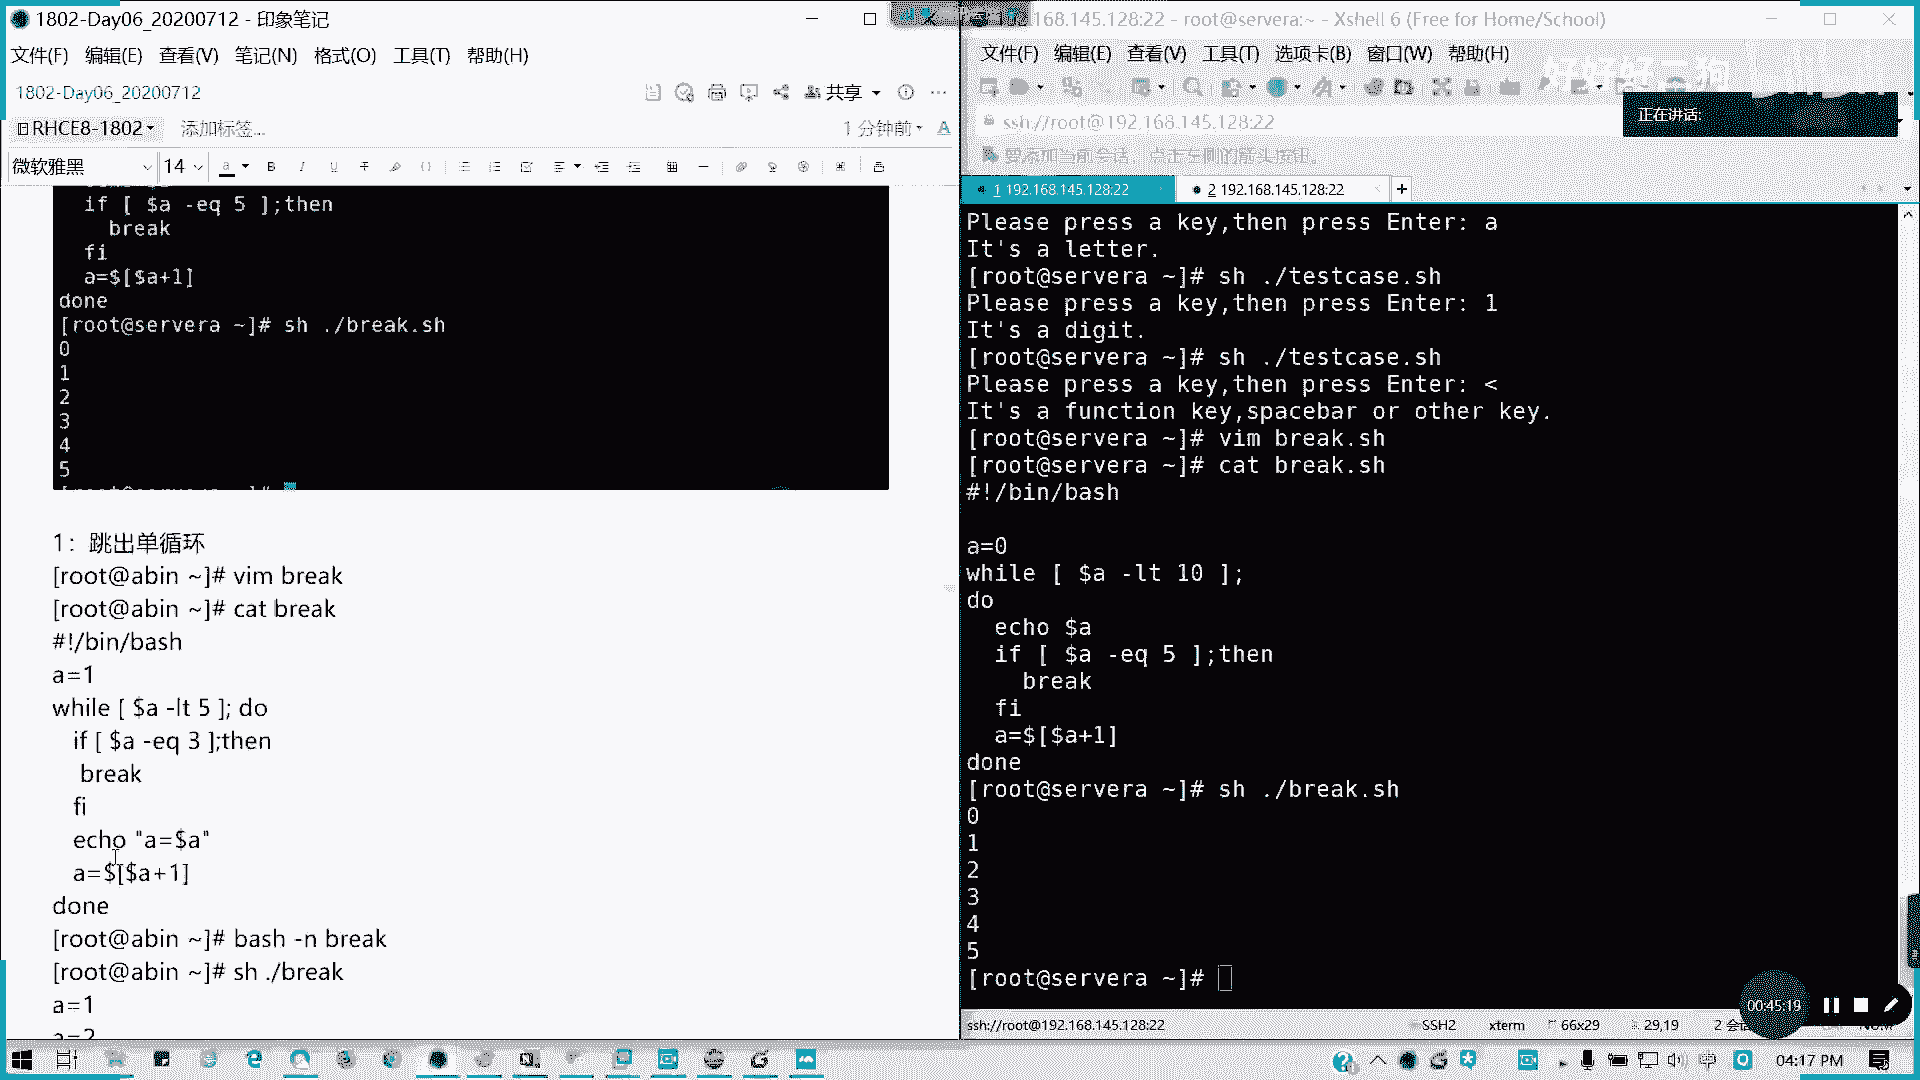 1802-Day06_20200712 - 印象笔记
文件(F) 编辑(E) 查看(V) 笔记(N) 格式(O) 工具(T) 帮助(H)
1802-Day06_20200712
共享
RHCE8-1802
添加标签...
1 分钟前
微软雅黑
14
if [ $a -eq 5 ];then
break
fi
a=$[$a+1]
done
[root@servera ~]# sh ./break.sh
0
1
2
3
4
5
1：跳出单循环
[root@abin ~]# vim break
[root@abin ~]# cat break
#!/bin/bash
a=1
while [ $a -lt 5 ]; do
if [ $a -eq 3 ];then
break
fi
echo "a=$a"
a=$[$a+1]
done
[root@abin ~]# bash -n break
[root@abin ~]# sh ./break
a=1
a=2
192.168.145.128:22 - root@servera:~ - Xshell 6 (Free for Home/School)
文件(F) 编辑(E) 查看(V) 工具(T) 选项卡(B) 窗口(W) 帮助(H)
ssh://root@192.168.145.128:22
正在讲话:
要添加当前会话，点击左侧的箭头按钮。
1 192.168.145.128:22
2 192.168.145.128:22
Please press a key,then press Enter: a
It's a letter.
[root@servera ~]# sh ./testcase.sh
Please press a key,then press Enter: 1
It's a digit.
[root@servera ~]# sh ./testcase.sh
Please press a key,then press Enter: <
It's a function key,spacebar or other key.
[root@servera ~]# vim break.sh
[root@servera ~]# cat break.sh
#!/bin/bash
a=0
while [ $a -lt 10 ];
do
echo $a
if [ $a -eq 5 ];then
break
fi
a=$[$a+1]
done
[root@servera ~]# sh ./break.sh
0
1
2
3
4
5
[root@servera ~]#
00:45:19
ssh://root@192.168.145.128:22
SSH2
xterm
66x29
29,19
04:17 PM